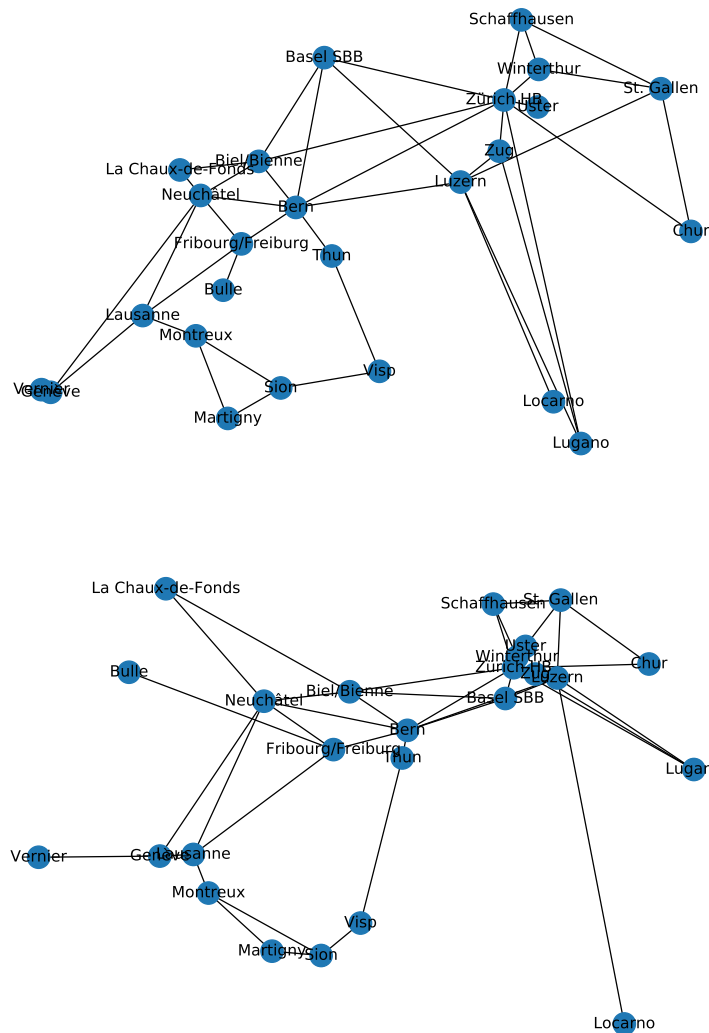 Schaffhausen
Basel SBB
Winterthur
St. Gallen
Zürich HB
Uster
Zug
Biel/Bienne
La Chaux-de-Fonds
Luzern
Neuchâtel
Bern
Chur
Fribourg/Freiburg
Thun
Bulle
Lausanne
Montreux
Visp
Sion
Vernier
Genève
Locarno
Martigny
Lugano
La Chaux-de-Fonds
St. Gallen
Schaffhausen
Uster
Winterthur
Chur
Zürich HB
Bulle
Zug
Luzern
Biel/Bienne
Basel SBB
Neuchâtel
Bern
Fribourg/Freiburg
Thun
Lugan
Lausanne
Genève
Vernier
Montreux
Visp
Martigny
Sion
Locarno